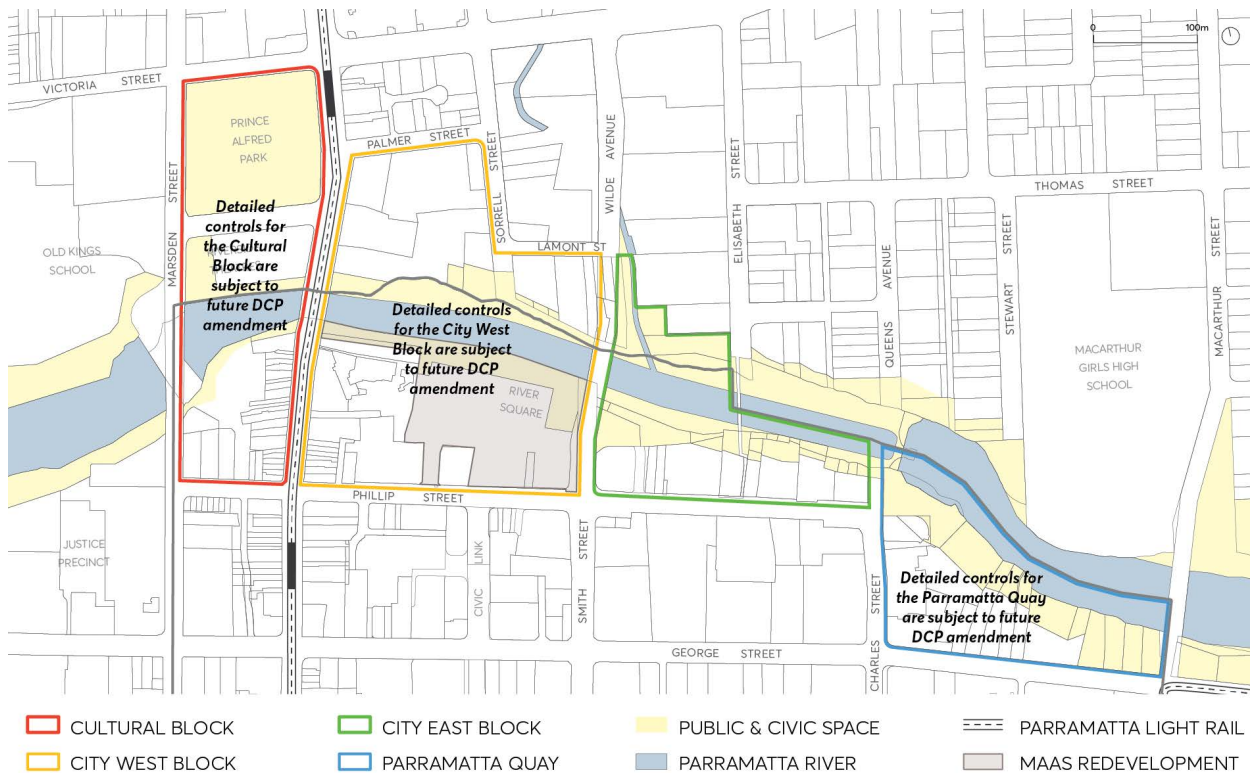 0 100m
VICTORIA STREET
PRINCE
ALFRED
PARK
PALMER STREET
SORRELL STREET
WILDE AVENUE
ELISABETH STREET
THOMAS STREET
MARSDEN STREET
OLD KINGS
SCHOOL
Detailed
controls for
the Cultural
Block are
subject to
future DCP
amendment
LAMONT ST
Detailed controls
for the City West
Block are subject
to future DCP
amendment
RIVER
SQUARE
QUEENS AVENUE
STEWART STREET
MACARTHUR STREET
MACARTHUR
GIRLS HIGH
SCHOOL
PHILLIP STREET
JUSTICE
PRECINCT
CIVIC LINK
SMITH STREET
CHARLES STREET
Detailed controls for
the Parramatta Quay
are subject to future
DCP amendment
GEORGE STREET
CULTURAL BLOCK
CITY EAST BLOCK
PUBLIC & CIVIC SPACE
PARRAMATTA LIGHT RAIL
CITY WEST BLOCK
PARRAMATTA QUAY
PARRAMATTA RIVER
MAAS REDEVELOPMENT